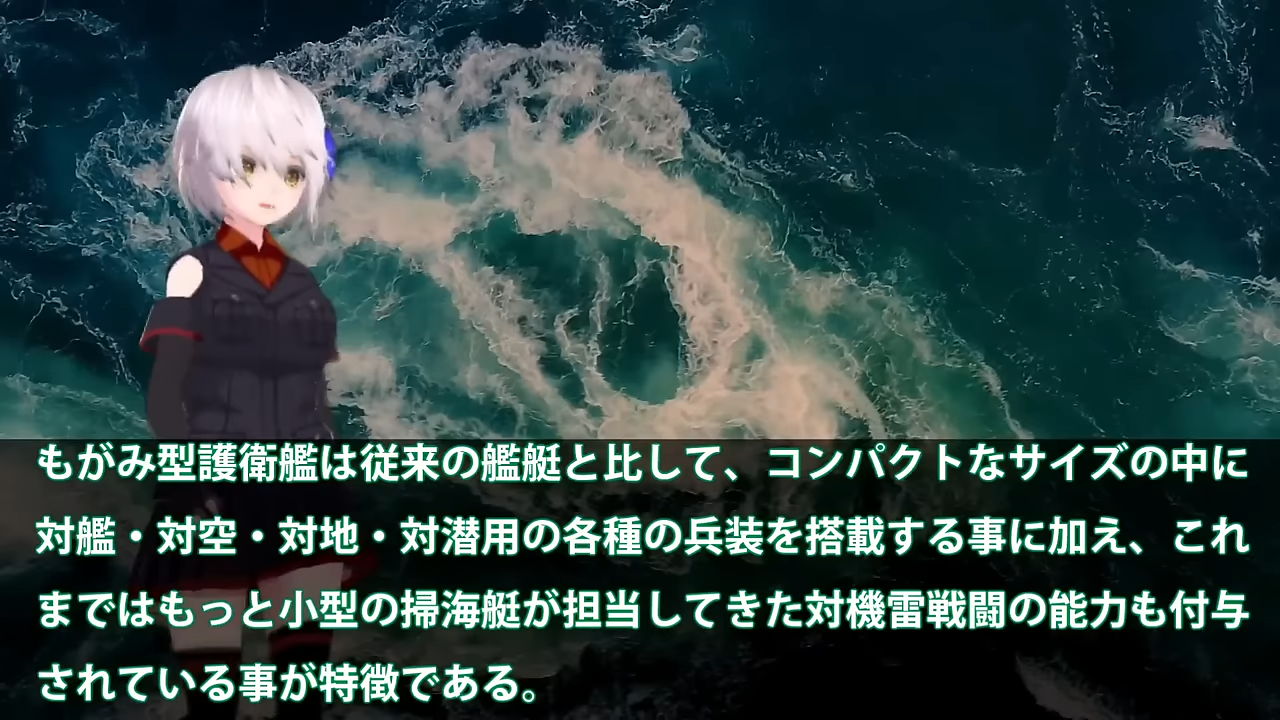 もがみ型護衛艦は従来の艦艇と比して、コンパクトなサイズの中に
対艦・対空・対地・対潜用の各種の兵装を搭載する事に加え、これ
まではもっと小型の掃海艇が担当してきた対機雷戦闘の能力も付与
されている事が特徴である。